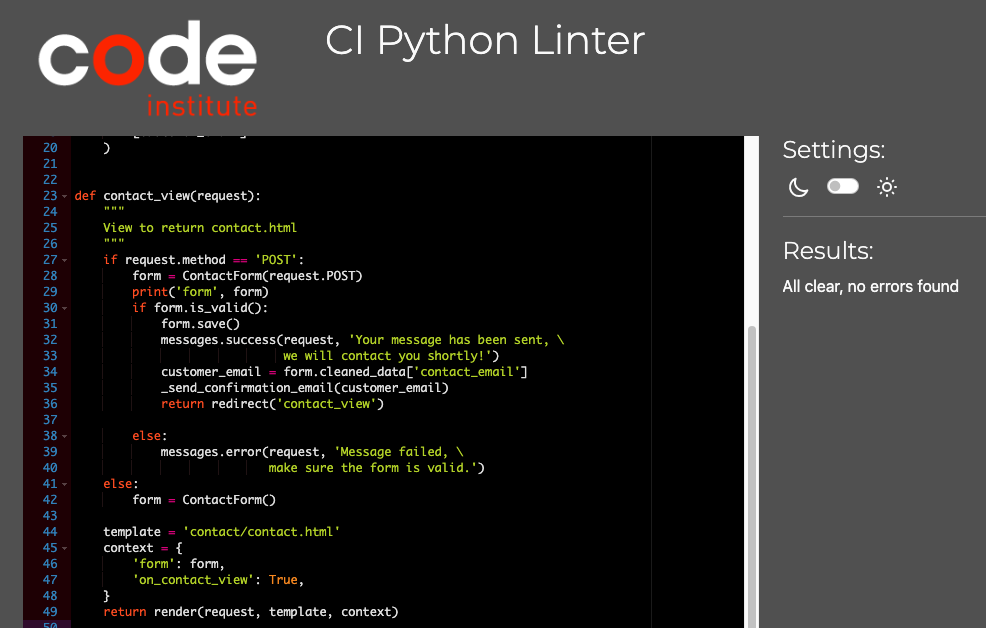 code
institute
CI Python Linter
20 )
21
22
23 def contact_view(request):
24 """
25 View to return contact.html
26 """
27 if request.method == 'POST':
28 form = ContactForm(request.POST)
29 print('form', form)
30 if form.is_valid():
31 form.save()
32 messages.success(request, 'Your message has been sent, \
33 we will contact you shortly!')
34 customer_email = form.cleaned_data['contact_email']
35 _send_confirmation_email(customer_email)
36 return redirect('contact_view')
37
38 else:
39 messages.error(request, 'Message failed, \
40 make sure the form is valid.')
41 else:
42 form = ContactForm()
43
44 template = 'contact/contact.html'
45 context = {
46 'form': form,
47 'on_contact_view': True,
48 }
49 return render(request, template, context)
50
Settings:
Results:
All clear, no errors found